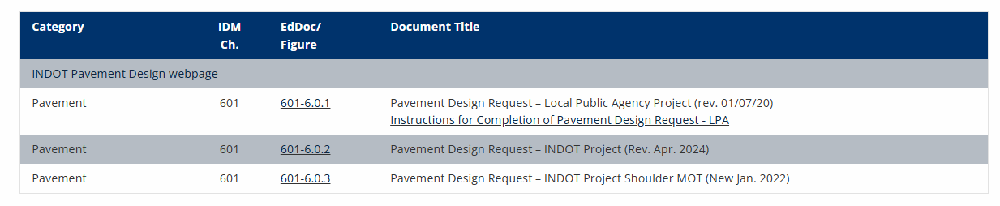 Category IDM EdDoc/ Document Title
Ch. Figure
INDOT Pavement Design webpage
Pavement 601 601-6.0.1 Pavement Design Request – Local Public Agency Project (rev. 01/07/20)
Instructions for Completion of Pavement Design Request - LPA
Pavement 601 601-6.0.2 Pavement Design Request – INDOT Project (Rev. Apr. 2024)
Pavement 601 601-6.0.3 Pavement Design Request – INDOT Project Shoulder MOT (New Jan. 2022)